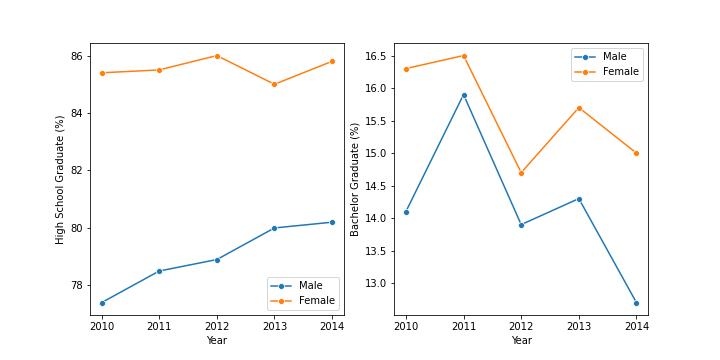 High School Graduate (%)
86
84
82
80
78
2010 2011 2012 2013 2014
Year
Male
Female
Bachelor Graduate (%)
16.5
16.0
15.5
15.0
14.5
14.0
13.5
13.0
2010 2011 2012 2013 2014
Year
Male
Female